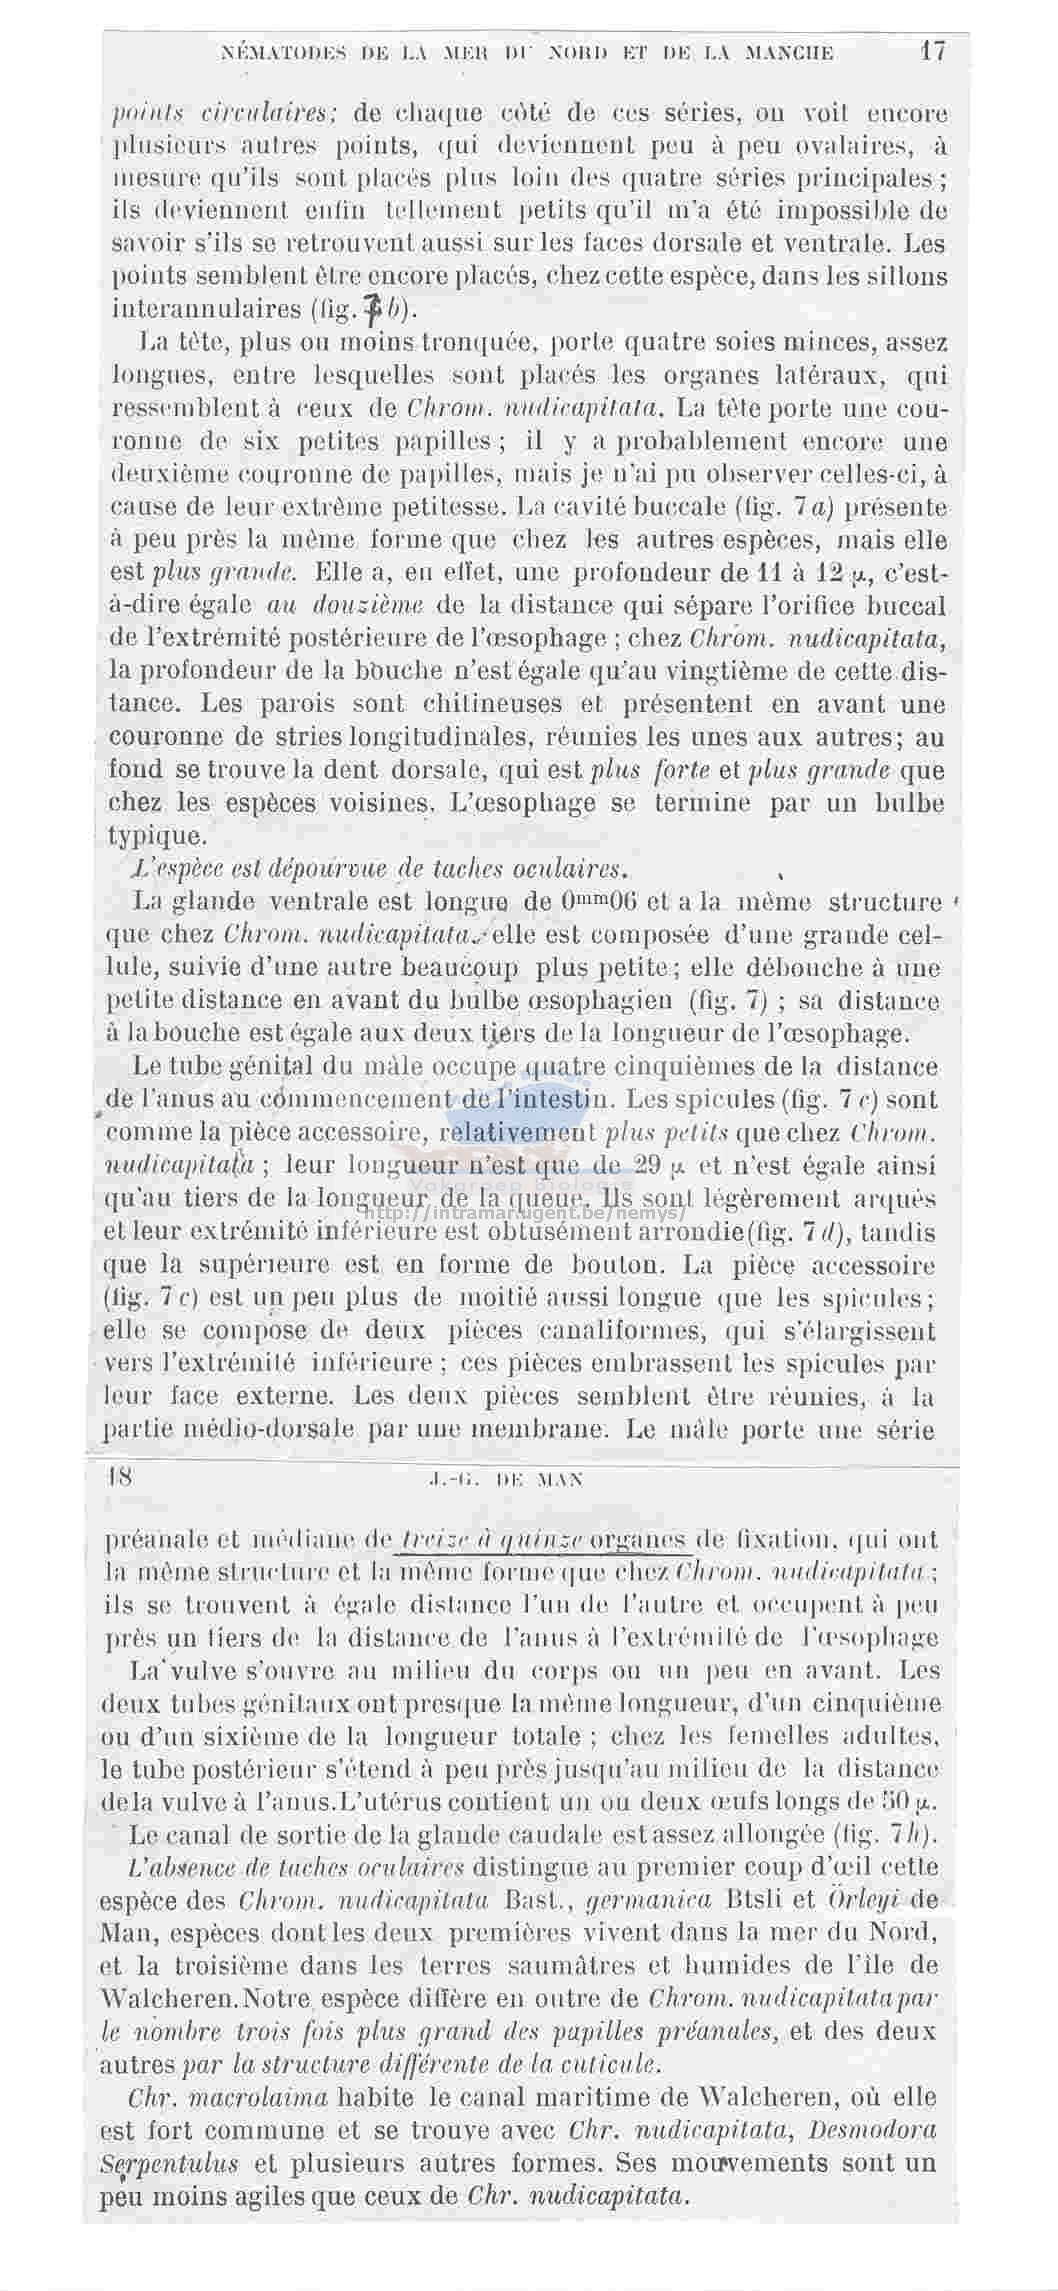 NÉMATODES DE LA MER DU NORD ET DE LA MANCHE 17
points circulaires; de chaque côté de ces séries, on voit encore
plusieurs autres points, qui deviennent peu à peu ovalaires, à
mesure qu'ils sont placés plus loin des quatre séries principales;
ils deviennent enfin tellement petits qu'il m'a été impossible de
savoir s'ils se retrouvent aussi sur les faces dorsale et ventrale. Les
points semblent être encore placés, chez cette espèce, dans les sillons
interannulaires (fig. 7 b).
La tête, plus ou moins tronquée, porte quatre soies minces, assez
longues, entre lesquelles sont placés les organes latéraux, qui
ressemblent à ceux de Chrom. nudicapitata. La tête porte une cou-
ronne de six petites papilles; il y a probablement encore une
deuxième couronne de papilles, mais je n'ai pu observer celles-ci, à
cause de leur extrême petitesse. La cavité buccale (fig. 7 a) présente
à peu près la même forme que chez les autres espèces, mais elle
est plus grande. Elle a, en effet, une profondeur de 11 à 12 μ, c'est-
à-dire égale au douzième de la distance qui sépare l'orifice buccal
de l'extrémité postérieure de l'œsophage; chez Chrom. nudicapitata,
la profondeur de la bouche n'est égale qu'au vingtième de cette dis-
tance. Les parois sont chitineuses et présentent en avant une
couronne de stries longitudinales, réunies les unes aux autres; au
fond se trouve la dent dorsale, qui est plus forte et plus grande que
chez les espèces voisines. L'œsophage se termine par un bulbe
typique.
L'espèce est dépourvue de taches oculaires.
La glande ventrale est longue de 0mm06 et a la même structure
que chez Chrom. nudicapitata; elle est composée d'une grande cel-
lule, suivie d'une autre beaucoup plus petite; elle débouche à une
petite distance en avant du bulbe œsophagien (fig. 7); sa distance
à la bouche est égale aux deux tiers de la longueur de l'œsophage.
Le tube génital du mâle occupe quatre cinquièmes de la distance
de l'anus au commencement de l'intestin. Les spicules (fig. 7 c) sont
comme la pièce accessoire, relativement plus petits que chez Chrom.
nudicapitata; leur longueur n'est que de 29 μ et n'est égale ainsi
Vakgroep biologie
qu'au tiers de la longueur de la queue. Ils sont légèrement arqués
http://intramar.ugent.be/nemys/
et leur extrémité inférieure est obtusément arrondie (fig. 7 d), tandis
que la supérieure est en forme de bouton. La pièce accessoire
(fig. 7 c) est un peu plus de moitié aussi longue que les spicules;
elle se compose de deux pièces canaliformes, qui s'élargissent
vers l'extrémité inférieure; ces pièces embrassent les spicules par
leur face externe. Les deux pièces semblent être réunies, à la
partie médio-dorsale par une membrane. Le mâle porte une série
18 J.-G. DE MAN
préanale et médiane de treize à quinze organes de fixation, qui ont
la même structure et la même forme que chez Chrom. nudicapitata;
ils se trouvent à égale distance l'un de l'autre et occupent à peu
près un tiers de la distance de l'anus à l'extrémité de l'œsophage
La vulve s'ouvre au milieu du corps ou un peu en avant. Les
deux tubes génitaux ont presque la même longueur, d'un cinquième
ou d'un sixième de la longueur totale; chez les femelles adultes,
le tube postérieur s'étend à peu près jusqu'au milieu de la distance
de la vulve à l'anus. L'utérus contient un ou deux œufs longs de 50 μ.
Le canal de sortie de la glande caudale est assez allongée (fig. 7 h).
L'absence de taches oculaires distingue au premier coup d'œil cette
espèce des Chrom. nudicapitata Bast., germanica Btsli et Örleyi de
Man, espèces dont les deux premières vivent dans la mer du Nord,
et la troisième dans les terres saumâtres et humides de l'île de
Walcheren. Notre espèce diffère en outre de Chrom. nudicapitata par
le nombre trois fois plus grand des papilles préanales, et des deux
autres par la structure différente de la cuticule.
Chr. macrolaima habite le canal maritime de Walcheren, où elle
est fort commune et se trouve avec Chr. nudicapitata, Desmodora
Serpentulus et plusieurs autres formes. Ses mouvements sont un
peu moins agiles que ceux de Chr. nudicapitata.